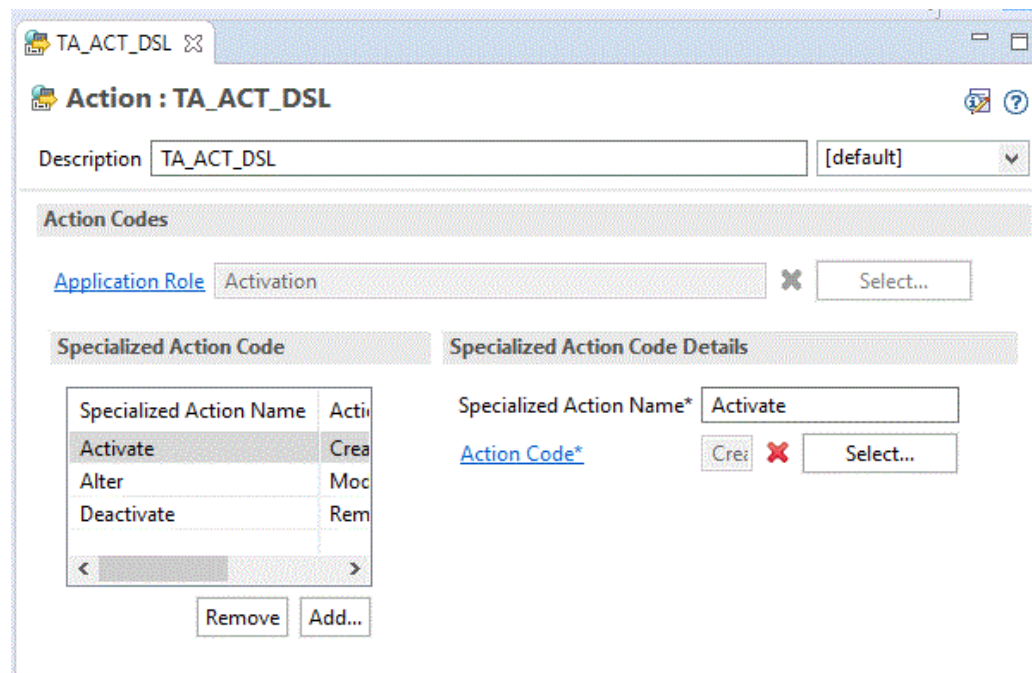 TA_ACT_DSL
Action : TA_ACT_DSL
Description TA_ACT_DSL [default]
Action Codes
Application Role Activation Select...
Specialized Action Code Specialized Action Code Details
Specialized Action Name Acti Specialized Action Name* Activate
Activate Crea Action Code* Crea Select...
Alter Mod
Deactivate Rem
Remove Add...